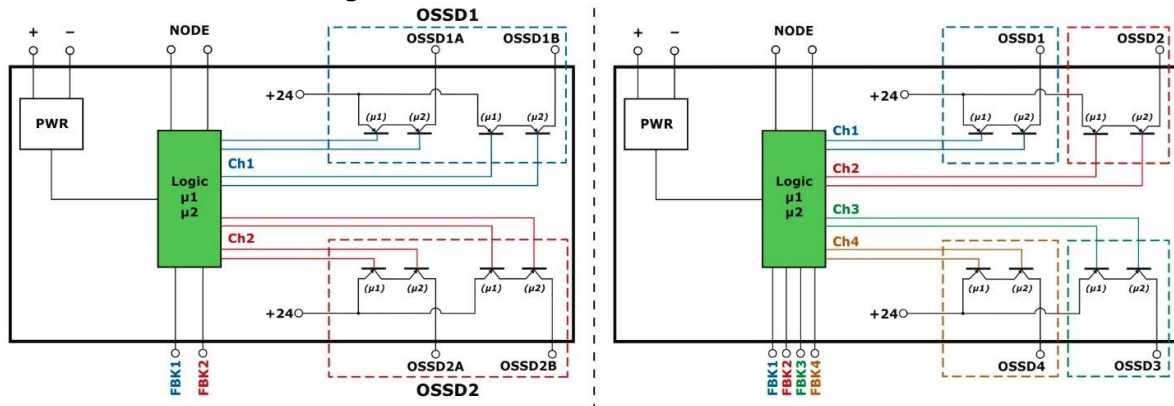 OSSD1
+ − NODE OSSD1A OSSD1B
+24
(µ1) (µ2) (µ1) (µ2)
PWR
Ch1
Logic
µ1
µ2
Ch2
(µ1) (µ2) (µ1) (µ2)
+24
FBK1 FBK2
OSSD2A OSSD2B
OSSD2
+ − NODE OSSD1 OSSD2
+24
(µ1) (µ2) (µ1) (µ2)
PWR
Ch1
Ch2
Logic
µ1
µ2
Ch3
Ch4
(µ1) (µ2) (µ1) (µ2)
+24
FBK1 FBK2 FBK3 FBK4
OSSD4 OSSD3